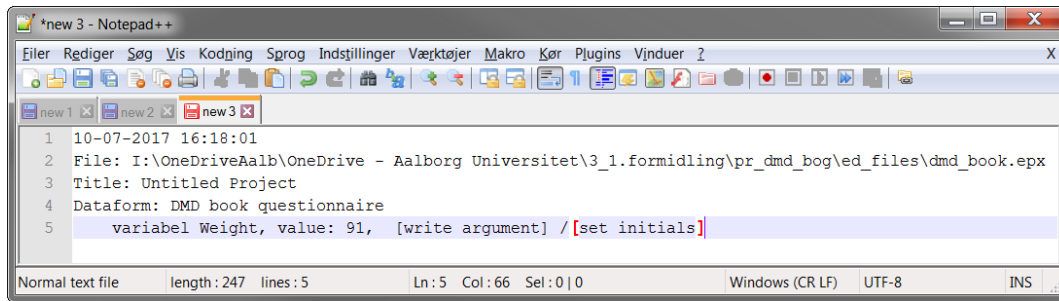 *new 3 - Notepad++
Filer Rediger Søg Vis Kodning Sprog Indstillinger Værktøjer Makro Kør Plugins Vinduer ? X
new 1 new 2 new 3
1 10-07-2017 16:18:01
2 File: I:\OneDriveAalb\OneDrive - Aalborg Universitet\3_1.formidling\pr_dmd_bog\ed_files\dmd_book.epx
3 Title: Untitled Project
4 Dataform: DMD book questionnaire
5 variabel Weight, value: 91, [write argument] /[set initials]
Normal text file length : 247 lines : 5 Ln : 5 Col : 66 Sel : 0 | 0 Windows (CR LF) UTF-8 INS